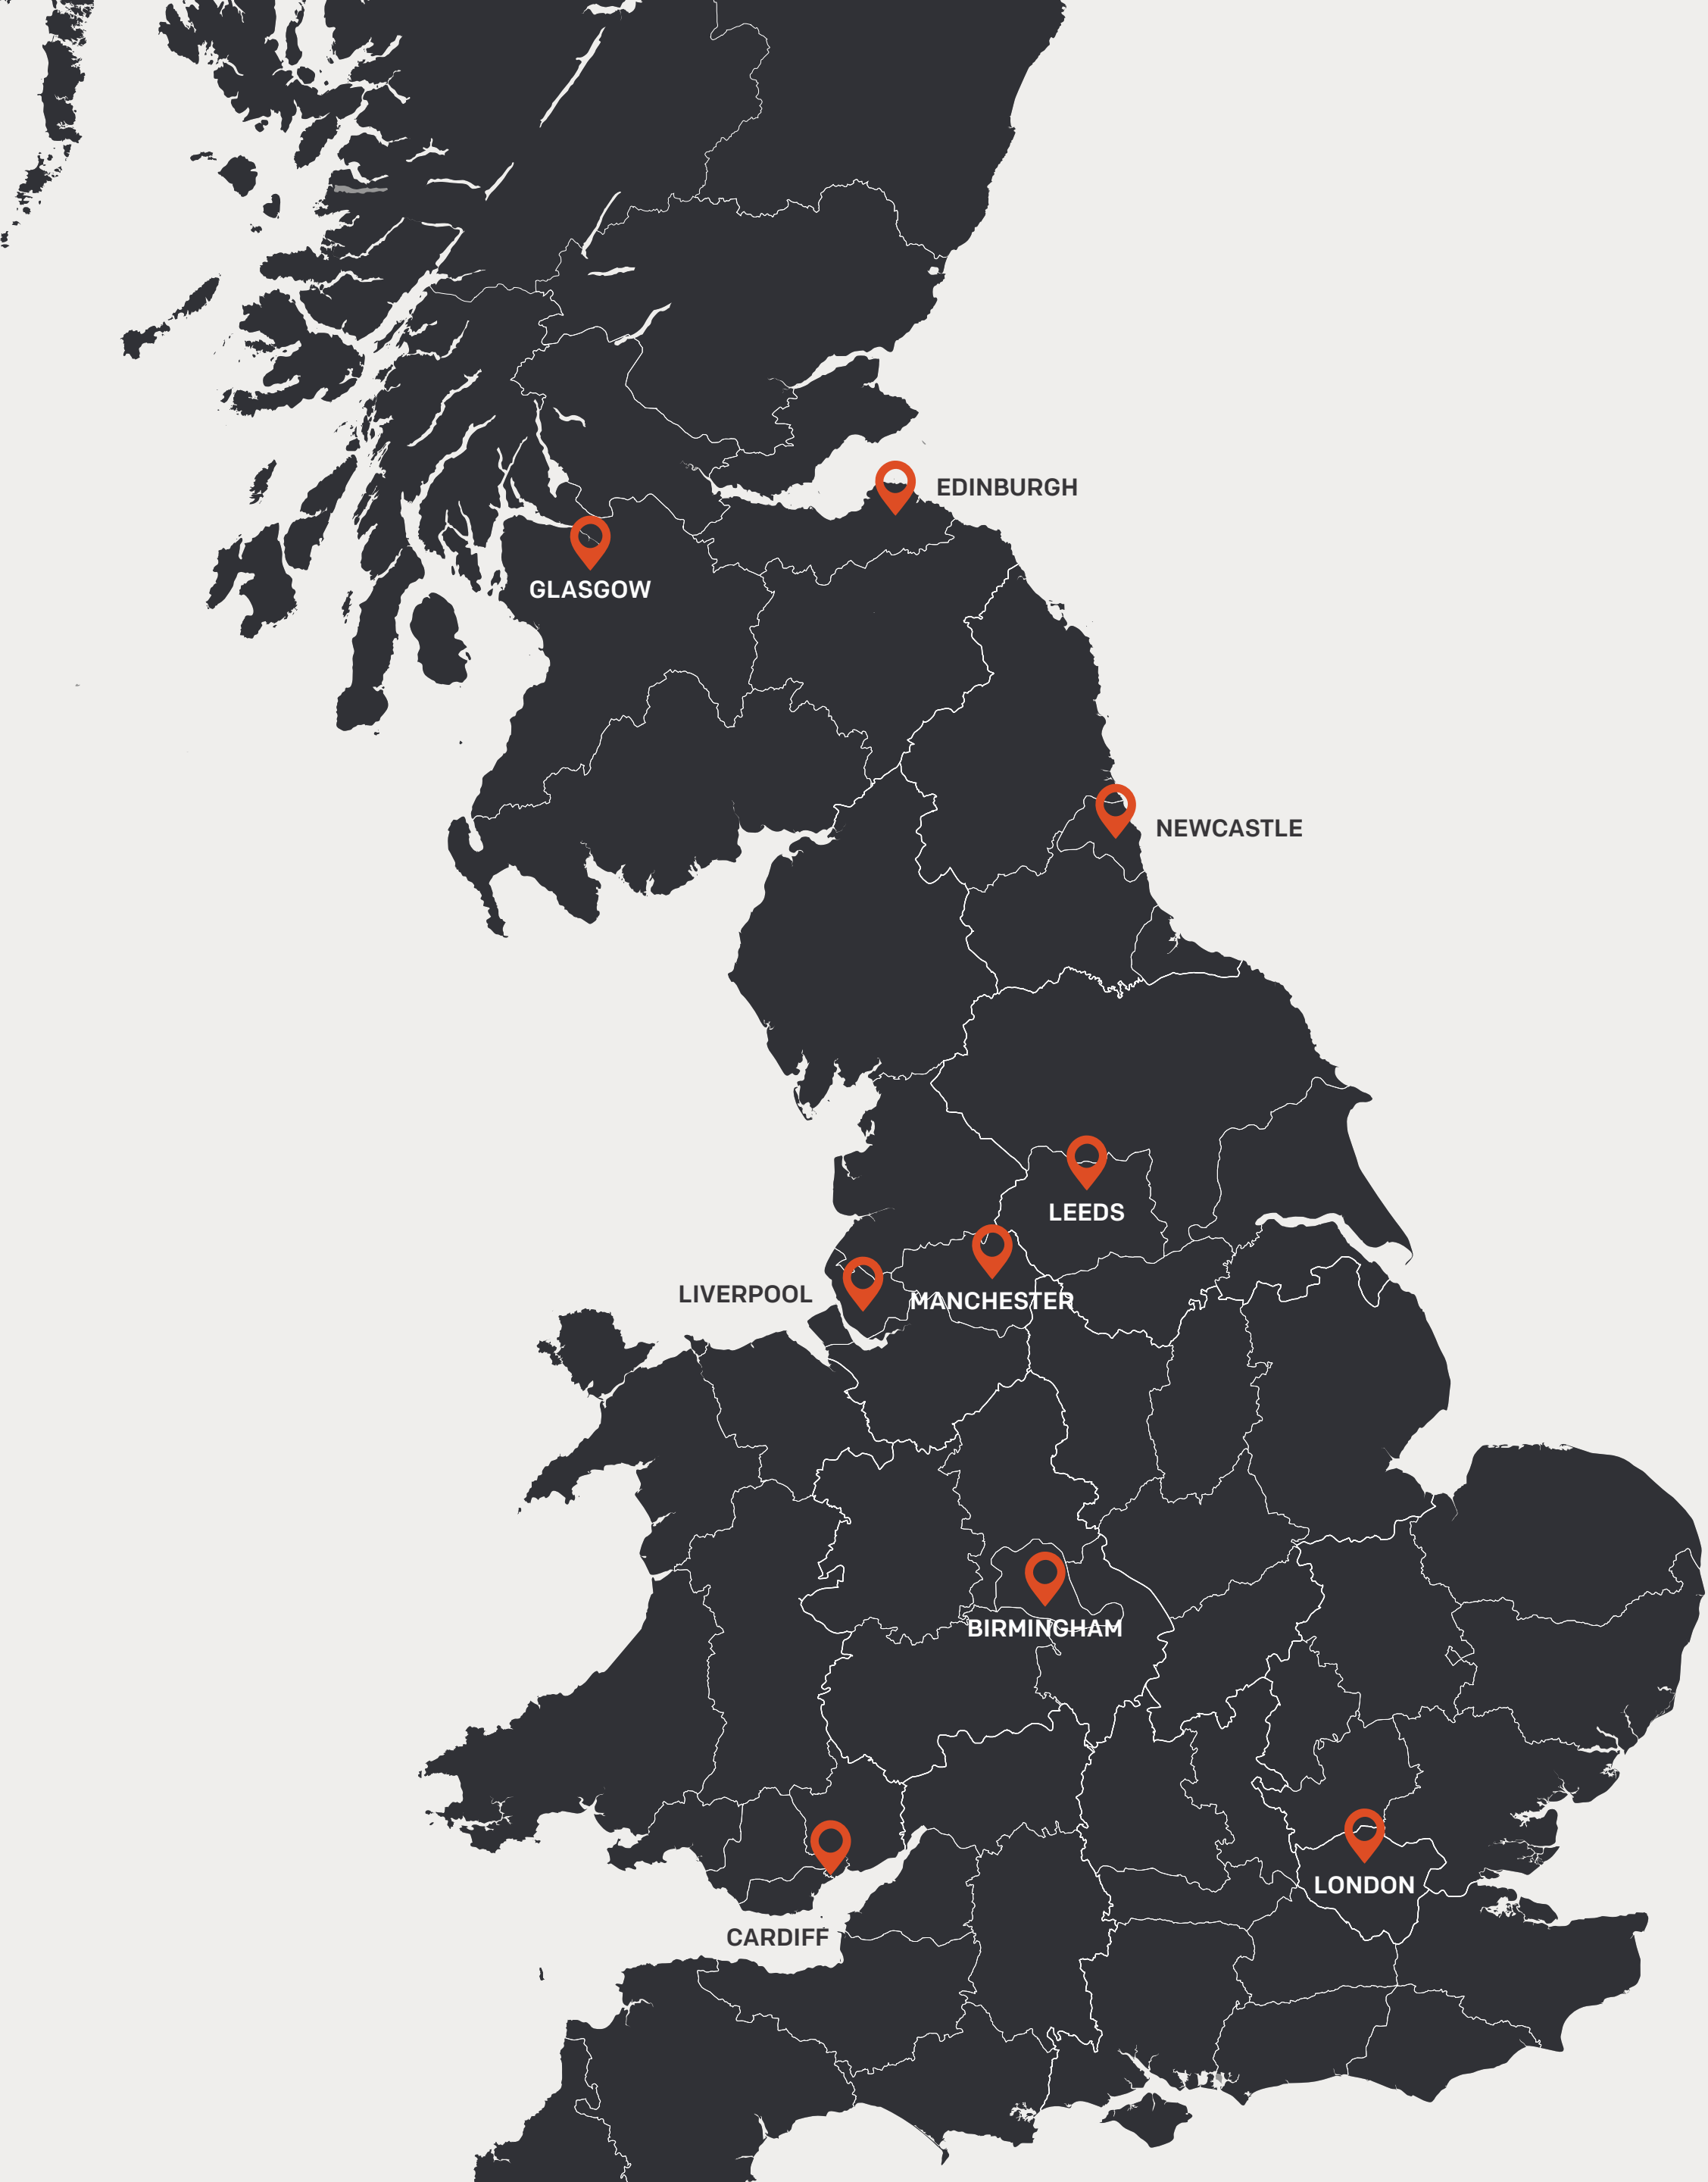 EDINBURGH
GLASGOW
NEWCASTLE
LEEDS
LIVERPOOL
MANCHESTER
BIRMINGHAM
LONDON
CARDIFF